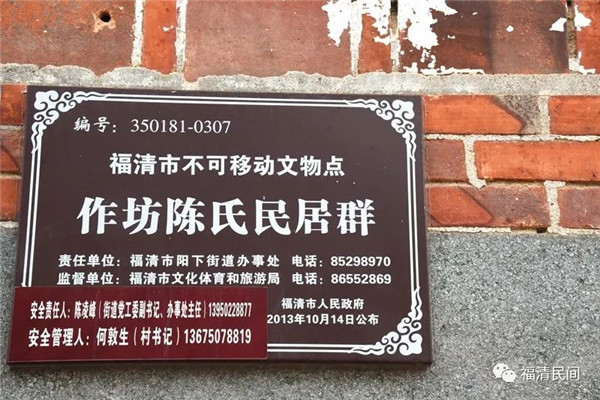 编号：350181-0307
福清市不可移动文物点
作坊陈氏民居群
责任单位：福清市阳下街道办事处 电话：85298970
监督单位：福清市文化体育和旅游局 电话：86552869
福清市人民政府
2013年10月14日公布
安全责任人：陈凌峰（街道党工委副书记、办事处主任）13950228877
安全管理人：何敦生（村书记）13675078819
福清民间